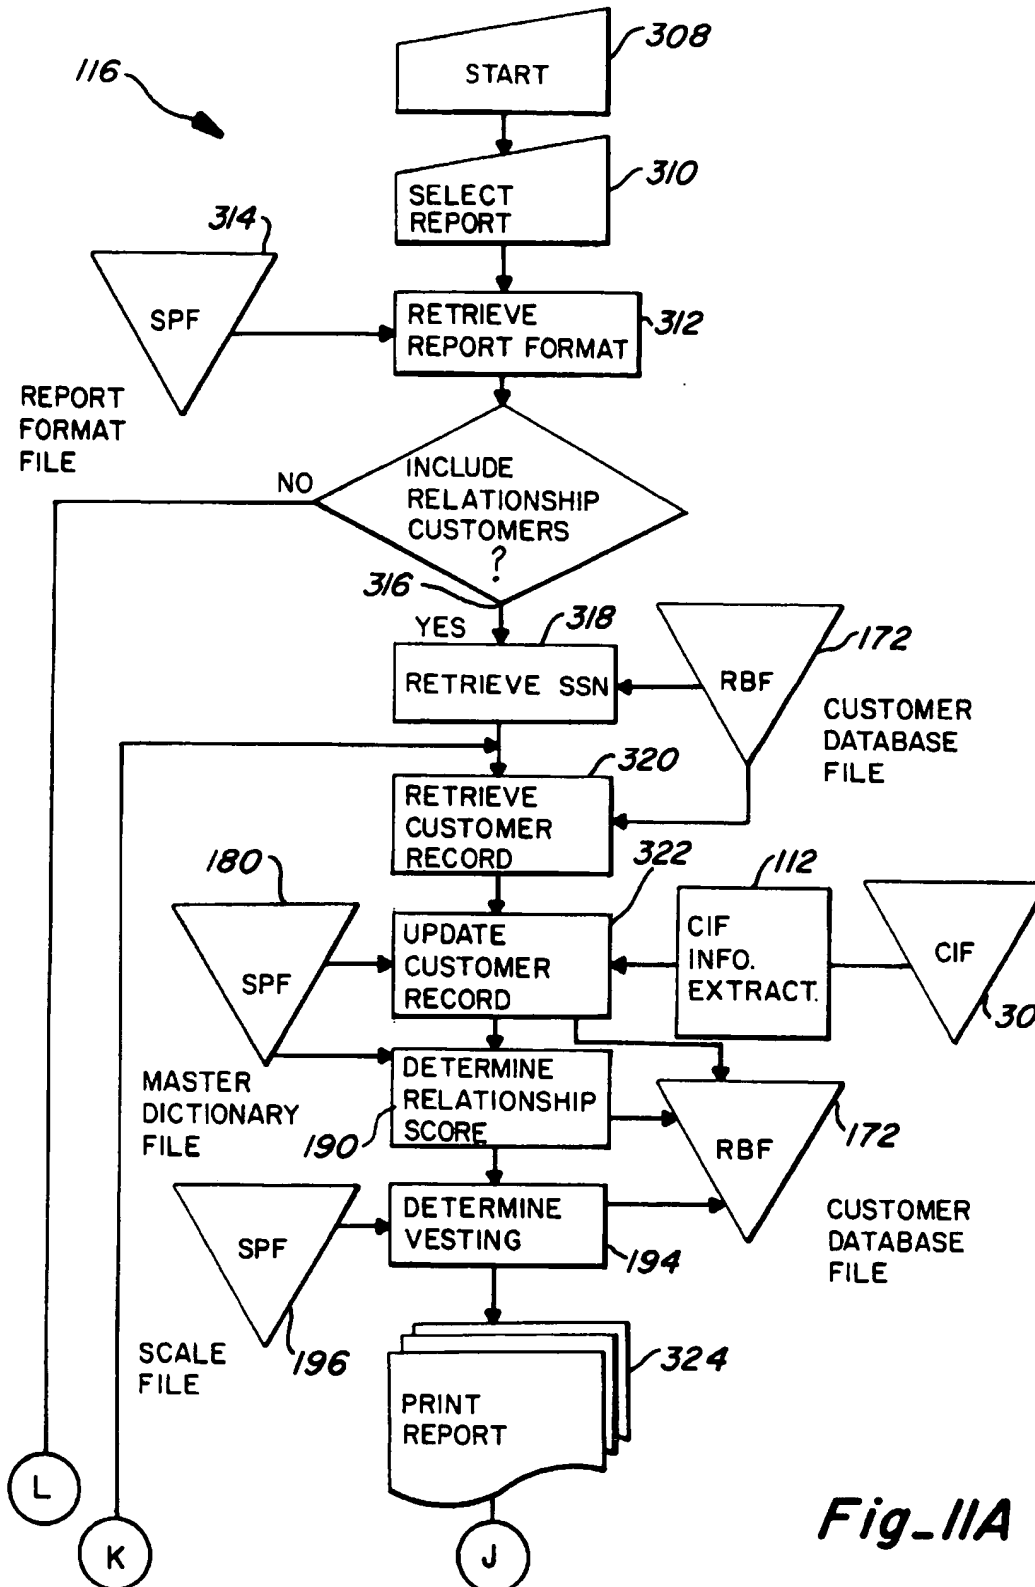 308
START
116
310
SELECT
REPORT
314
SPF
RETRIEVE
REPORT FORMAT
312
REPORT
FORMAT
FILE
NO
INCLUDE
RELATIONSHIP
CUSTOMERS
?
316
YES
318
RETRIEVE SSN
RBF
172
CUSTOMER
DATABASE
FILE
320
RETRIEVE
CUSTOMER
RECORD
180
322
112
SPF
UPDATE
CUSTOMER
RECORD
CIF
INFO.
EXTRACT.
CIF
30
MASTER
DICTIONARY
FILE
190
DETERMINE
RELATIONSHIP
SCORE
RBF
172
CUSTOMER
DATABASE
FILE
SPF
DETERMINE
VESTING
194
SCALE
FILE
196
324
PRINT
REPORT
L
K
J
Fig_11A